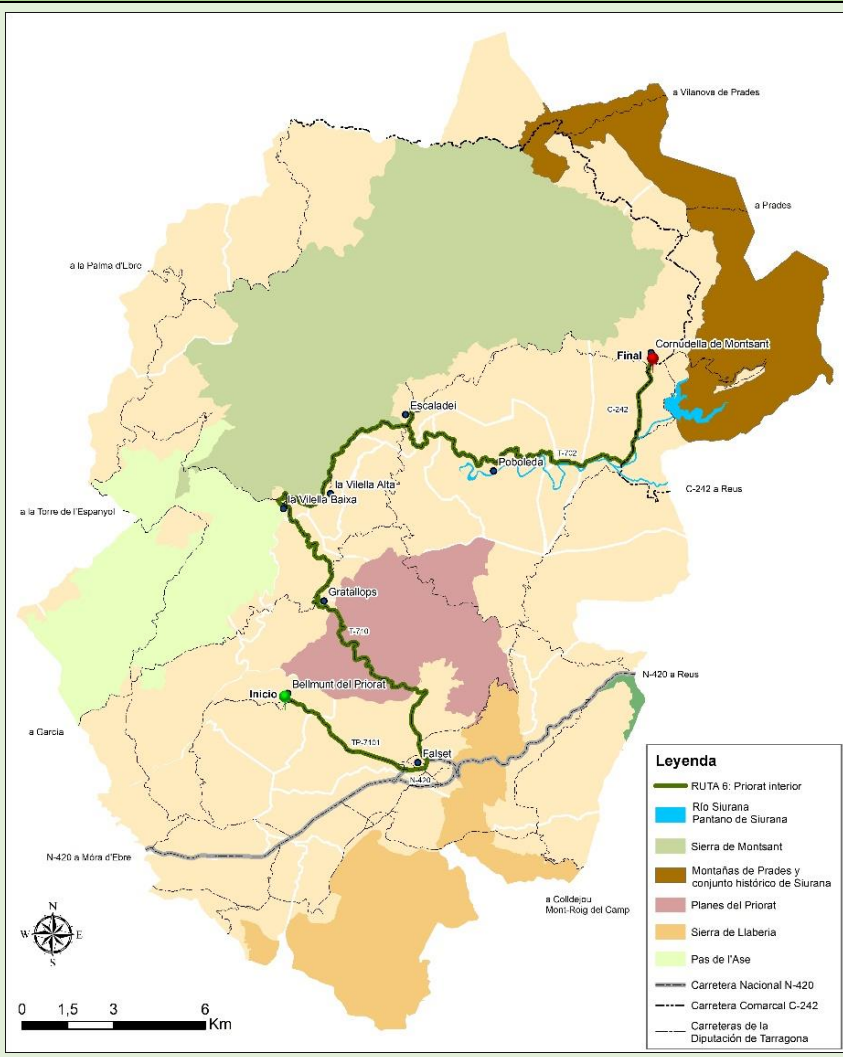 a Vilanova de Prades
a Prades
a la Palma d'Ebre
Cornudella de Montsant
Final
Escaladei
C-242
T-702
Poboleda
la Vilella Alta
C-242 a Reus
la Vilella Baixa
a la Torre de l'Espanyol
Gratallops
T-710
N-420 a Reus
Bellmunt del Priorat
Inicio
a Garcia
TP-7101
Falset
N-420
N-420 a Móra d'Ebre
a Colldejou
Mont-Roig del Camp
N
W
E
S
0 1,5 3 6
Km
Leyenda
RUTA 6: Priorat interior
Río Siurana
Pantano de Siurana
Sierra de Montsant
Montañas de Prades y
conjunto histórico de Siurana
Planes del Priorat
Sierra de Llaberia
Pas de l'Ase
Carretera Nacional N-420
Carretera Comarcal C-242
Carreteras de la
Diputación de Tarragona